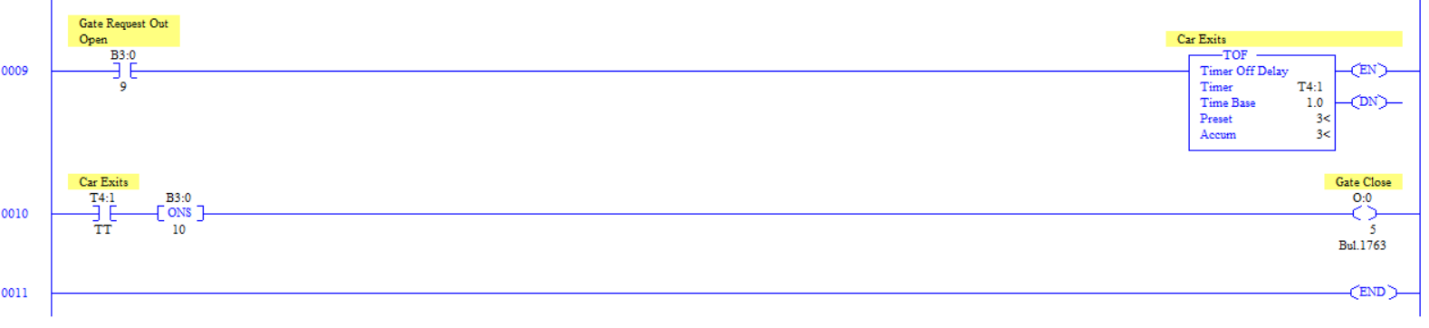 Gate Request Out
Open
B3:0
0009
9
Car Exits
TOF
Timer Off Delay
Timer T4:1
Time Base 1.0
Preset 3<
Accum 3<
EN
DN
Car Exits
T4:1 B3:0
0010
ONS
TT 10
Gate Close
O:0
5
Bul.1763
0011
END